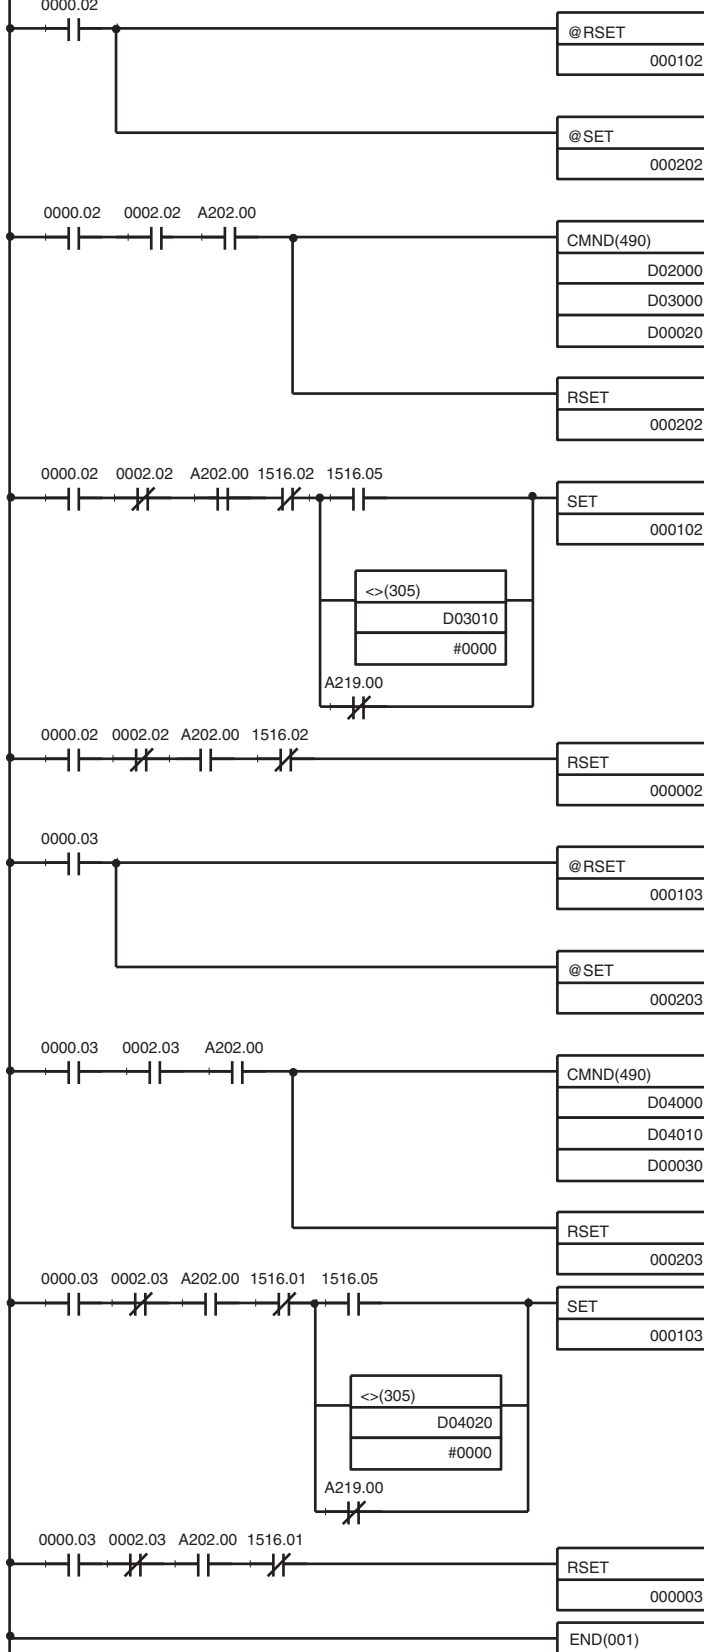 0000.02
@RSET
000102
@SET
000202
0000.02 0002.02 A202.00
CMND(490)
D02000
D03000
D00020
RSET
000202
0000.02 0002.02 A202.00 1516.02 1516.05
SET
000102
<>(305)
D03010
#0000
A219.00
0000.02 0002.02 A202.00 1516.02
RSET
000002
0000.03
@RSET
000103
@SET
000203
0000.03 0002.03 A202.00
CMND(490)
D04000
D04010
D00030
RSET
000203
0000.03 0002.03 A202.00 1516.01 1516.05
SET
000103
<>(305)
D04020
#0000
A219.00
0000.03 0002.03 A202.00 1516.01
RSET
000003
END(001)